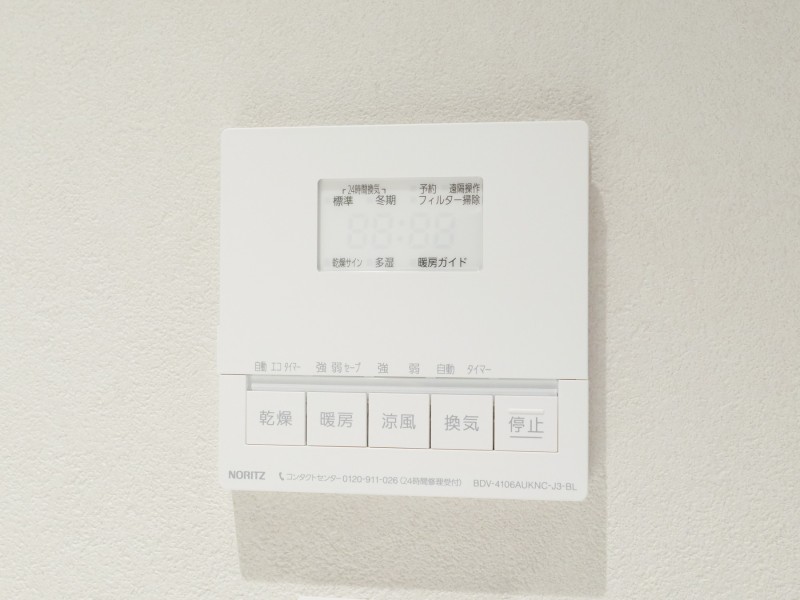 24時間換気 予約 遠隔操作
標準 冬期 フィルター掃除
乾燥サイン 多湿 暖房ガイド
自動 エコ タイマー 強 弱 セーブ 強 弱 自動 タイマー
乾燥 暖房 涼風 換気 停止
NORITZ コンタクトセンター 0120-911-026 (24時間修理受付) BDV-4106AUKNC-J3-BL